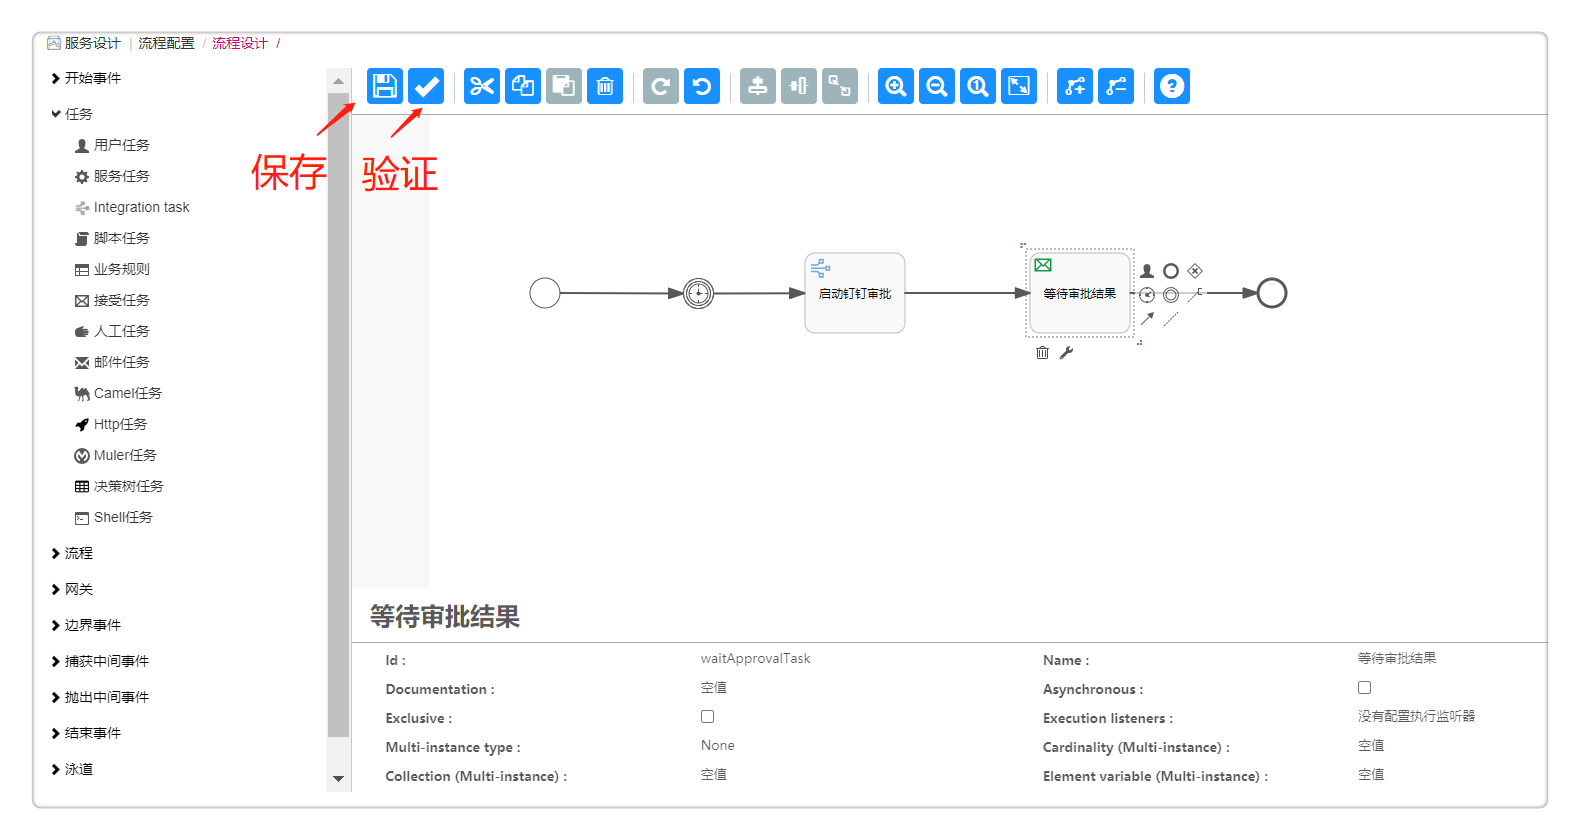 服务设计 | 流程配置 / 流程设计 /
开始事件
任务
用户任务
服务任务
Integration task
脚本任务
业务规则
接受任务
人工任务
邮件任务
Camel任务
Http任务
Muler任务
决策树任务
Shell任务
流程
网关
边界事件
捕获中间事件
抛出中间事件
结束事件
泳道
保存 验证
启动钉钉审批
等待审批结果
等待审批结果
Id : waitApprovalTask Name : 等待审批结果
Documentation : 空值 Asynchronous :
Exclusive : Execution listeners : 没有配置执行监听器
Multi-instance type : None Cardinality (Multi-instance) : 空值
Collection (Multi-instance) : 空值 Element variable (Multi-instance) : 空值